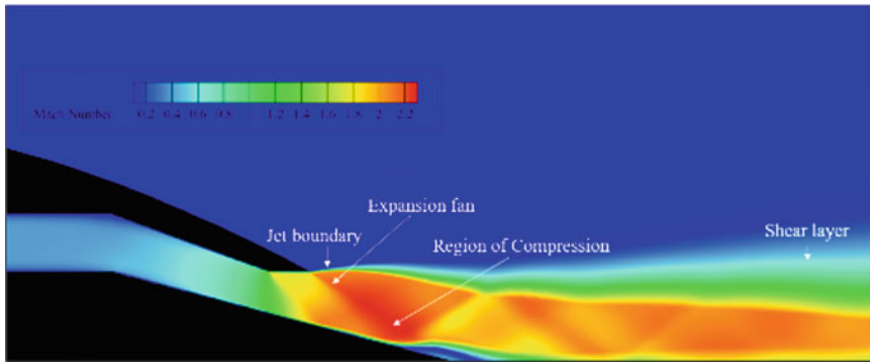 Mach Number 0.2 0.4 0.6 0.8 1.2 1.4 1.6 1.8 2 2.2
Expansion fan
Jet boundary
Region of Compression
Shear layer